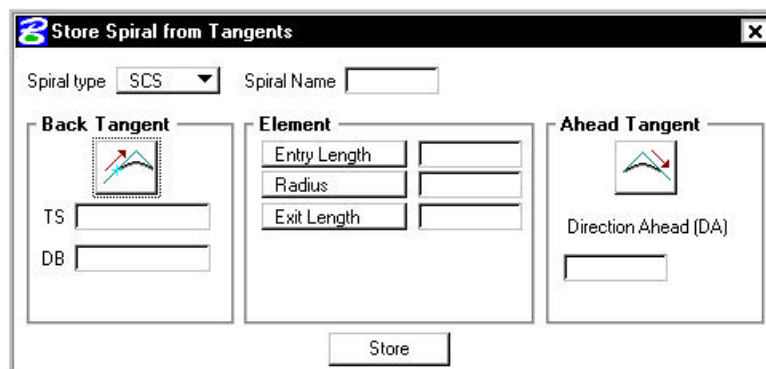 Store Spiral from Tangents
Spiral type SCS Spiral Name
Back Tangent
TS
DB
Element
Entry Length
Radius
Exit Length
Ahead Tangent
Direction Ahead (DA)
Store